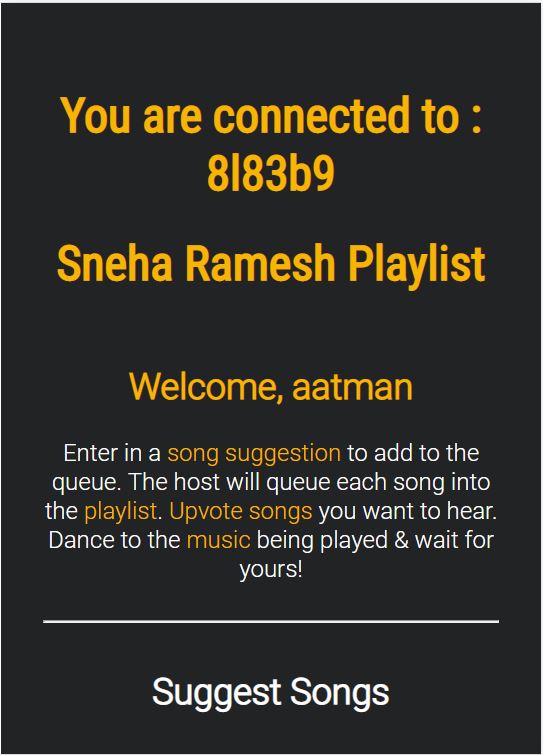 You are connected to :
8l83b9
Sneha Ramesh Playlist
Welcome, aatman
Enter in a song suggestion to add to the
queue. The host will queue each song into
the playlist. Upvote songs you want to hear.
Dance to the music being played & wait for
yours!
Suggest Songs